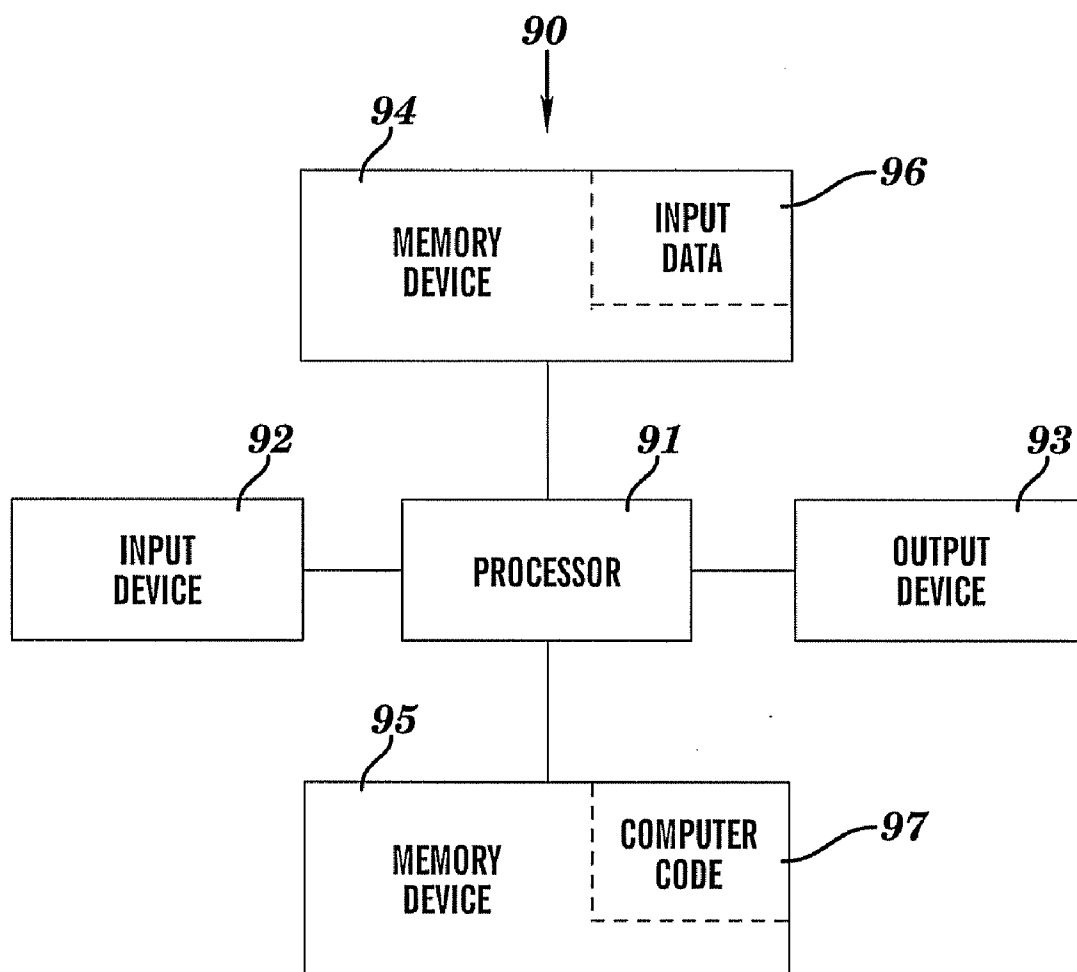 90
94
96
MEMORY
DEVICE
INPUT
DATA
92
91
93
INPUT
DEVICE
PROCESSOR
OUTPUT
DEVICE
95
97
MEMORY
DEVICE
COMPUTER
CODE